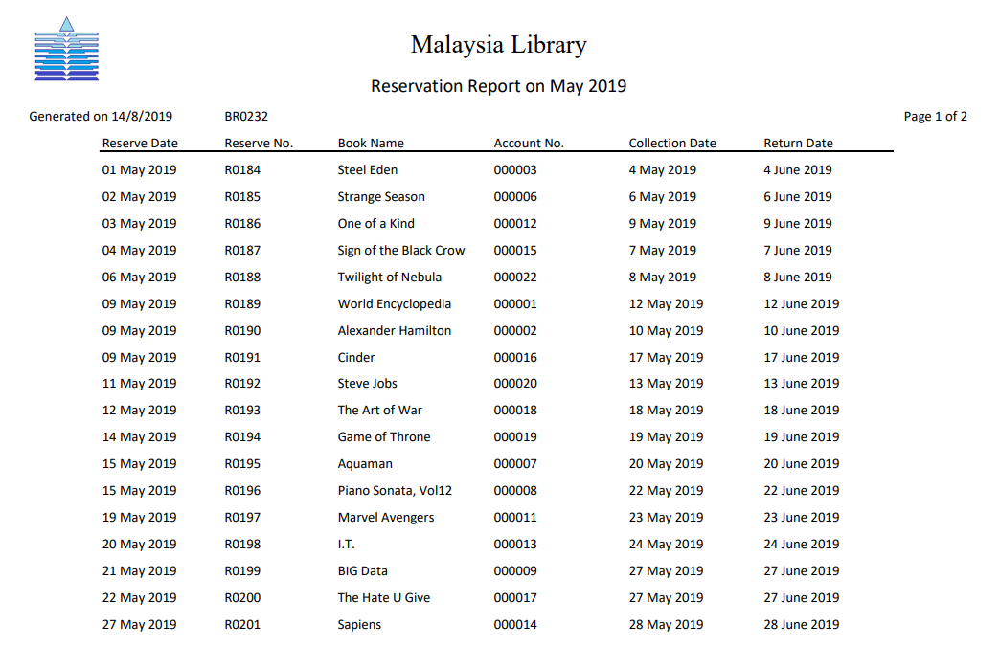 Malaysia Library
Reservation Report on May 2019
Generated on 14/8/2019 BR0232 Page 1 of 2
Reserve Date Reserve No. Book Name Account No. Collection Date Return Date
01 May 2019 R0184 Steel Eden 000003 4 May 2019 4 June 2019
02 May 2019 R0185 Strange Season 000006 6 May 2019 6 June 2019
03 May 2019 R0186 One of a Kind 000012 9 May 2019 9 June 2019
04 May 2019 R0187 Sign of the Black Crow 000015 7 May 2019 7 June 2019
06 May 2019 R0188 Twilight of Nebula 000022 8 May 2019 8 June 2019
09 May 2019 R0189 World Encyclopedia 000001 12 May 2019 12 June 2019
09 May 2019 R0190 Alexander Hamilton 000002 10 May 2019 10 June 2019
09 May 2019 R0191 Cinder 000016 17 May 2019 17 June 2019
11 May 2019 R0192 Steve Jobs 000020 13 May 2019 13 June 2019
12 May 2019 R0193 The Art of War 000018 18 May 2019 18 June 2019
14 May 2019 R0194 Game of Throne 000019 19 May 2019 19 June 2019
15 May 2019 R0195 Aquaman 000007 20 May 2019 20 June 2019
15 May 2019 R0196 Piano Sonata, Vol12 000008 22 May 2019 22 June 2019
19 May 2019 R0197 Marvel Avengers 000011 23 May 2019 23 June 2019
20 May 2019 R0198 I.T. 000013 24 May 2019 24 June 2019
21 May 2019 R0199 BIG Data 000009 27 May 2019 27 June 2019
22 May 2019 R0200 The Hate U Give 000017 27 May 2019 27 June 2019
27 May 2019 R0201 Sapiens 000014 28 May 2019 28 June 2019